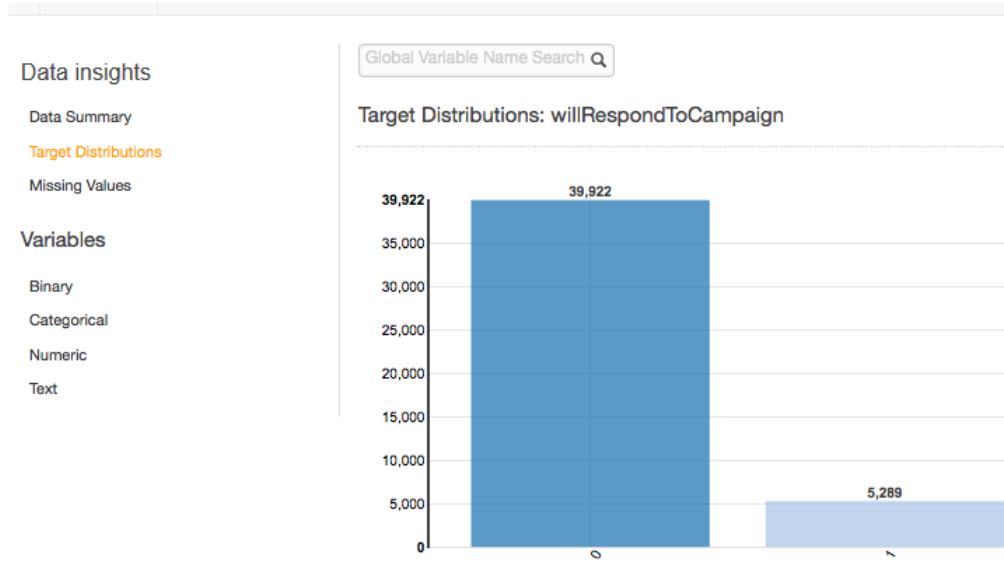 Data insights
Data Summary
Target Distributions
Missing Values
Variables
Binary
Categorical
Numeric
Text
Global Variable Name Search
Target Distributions: willRespondToCampaign
39,922
39,922
35,000
30,000
25,000
20,000
15,000
10,000
5,289
5,000
0
0
1